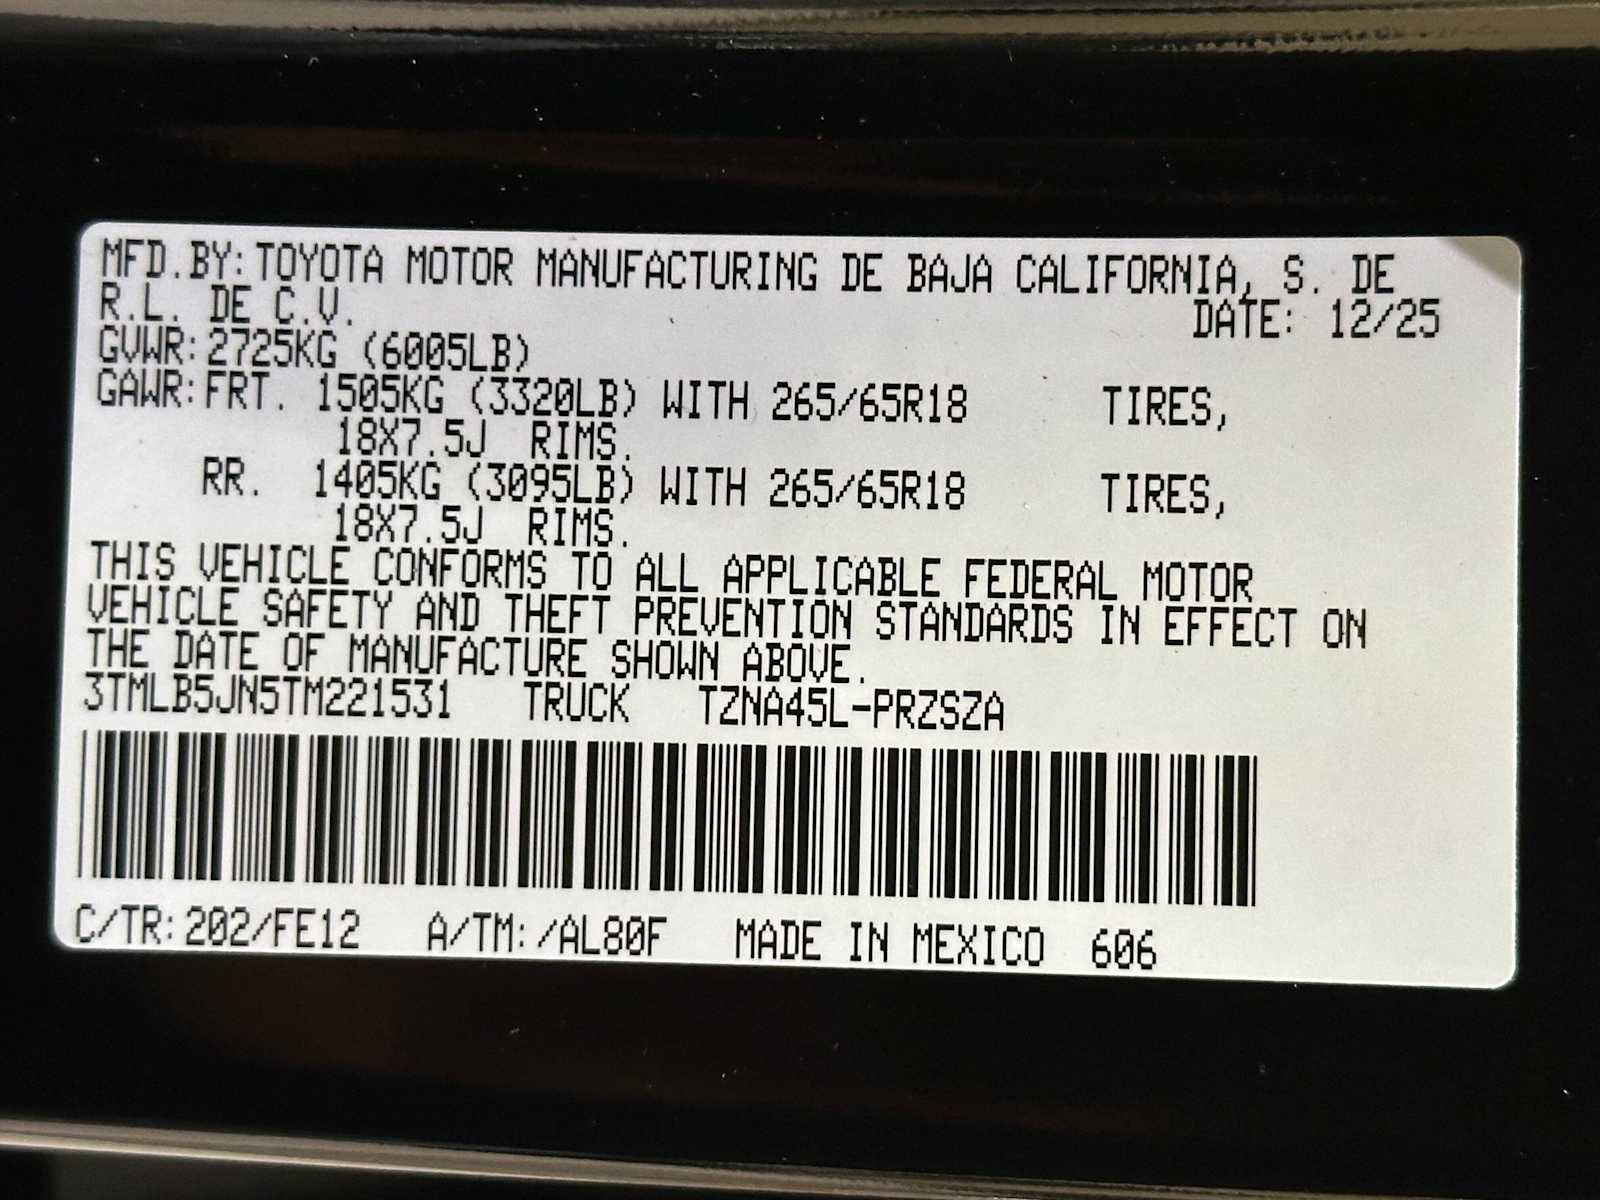 MFD.BY: TOYOTA MOTOR MANUFACTURING DE BAJA CALIFORNIA, S. DE
R.L. DE C.V. DATE: 12/25
GVWR: 2725KG (6005LB)
GAWR: FRT. 1505KG (3320LB) WITH 265/65R18 TIRES,
18X7.5J RIMS.
RR. 1405KG (3095LB) WITH 265/65R18 TIRES,
18X7.5J RIMS.
THIS VEHICLE CONFORMS TO ALL APPLICABLE FEDERAL MOTOR
VEHICLE SAFETY AND THEFT PREVENTION STANDARDS IN EFFECT ON
THE DATE OF MANUFACTURE SHOWN ABOVE.
3TMLB5JN5TM221531 TRUCK TZNA45L-PRZSZA
C/TR: 202/FE12 A/TM: /AL80F MADE IN MEXICO 606